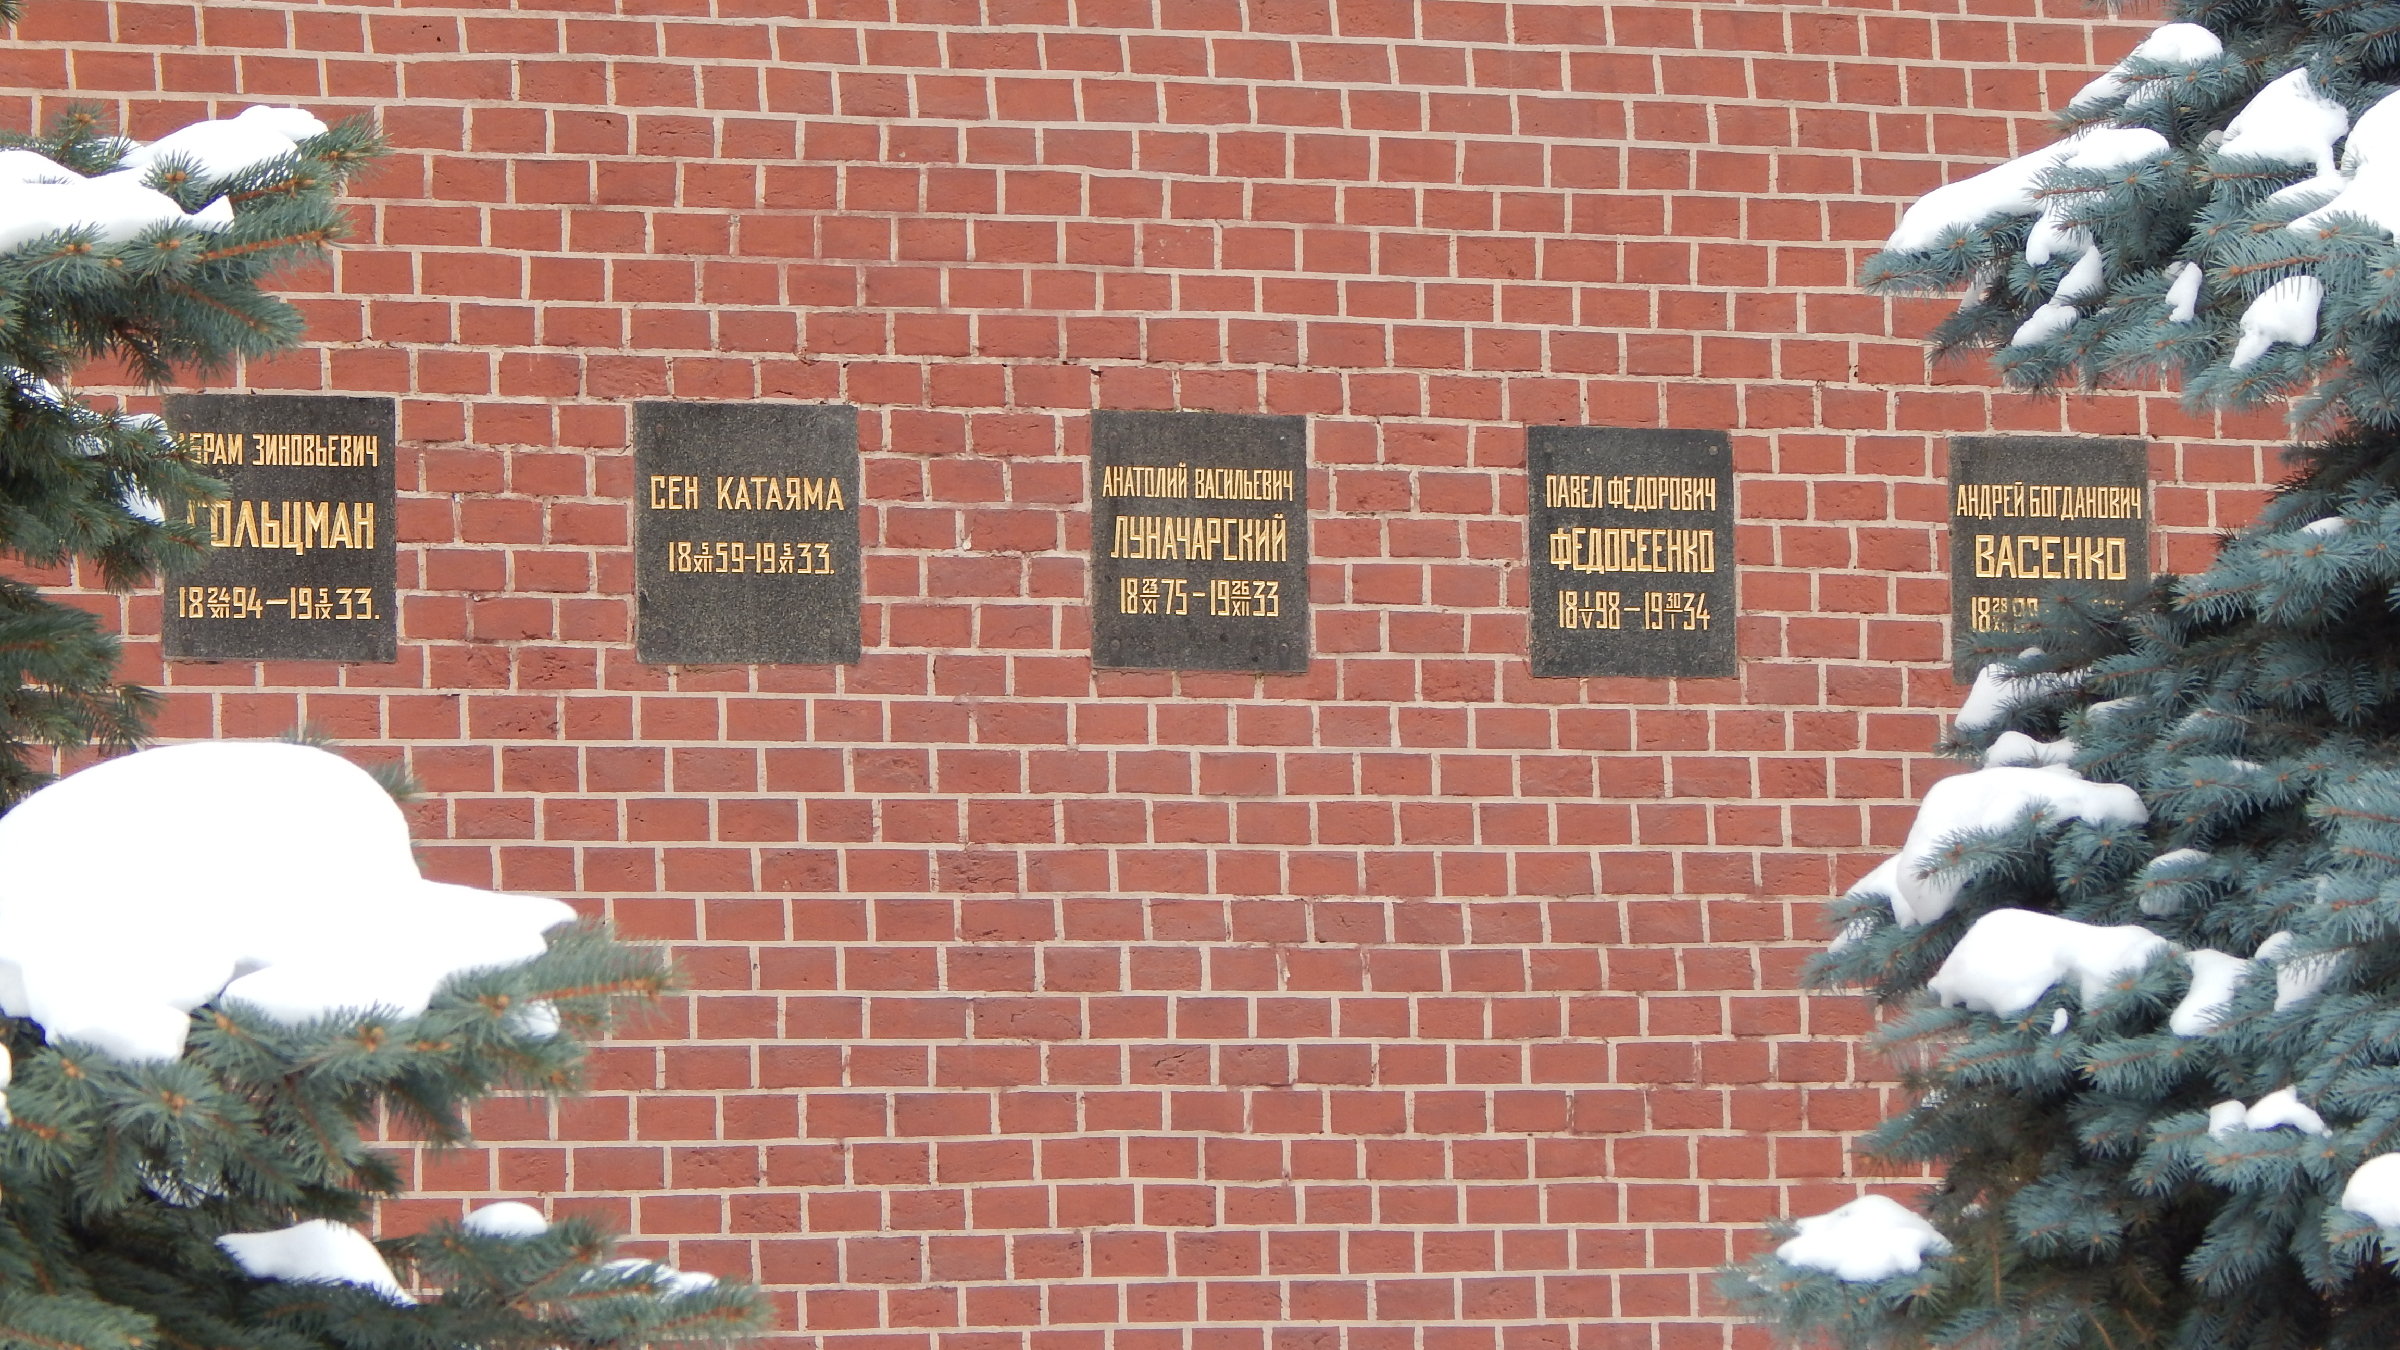 ЗИНОВЬЕВИЧ
ГОЛЬЦМАН
18 24/XII 94–19 5/IX 33.
СЕН КАТАЯМА
18 5/XII 59–19 5/XI 33.
АНАТОЛИЙ ВАСИЛЬЕВИЧ
ЛУНАЧАРСКИЙ
18 23/XI 75–19 26/XII 33
ПАВЕЛ ФЕДОРОВИЧ
ФЕДОСЕЕНКО
18 1/V 98–19 30/I 34
АНДРЕЙ БОГДАНОВИЧ
ВАСЕНКО